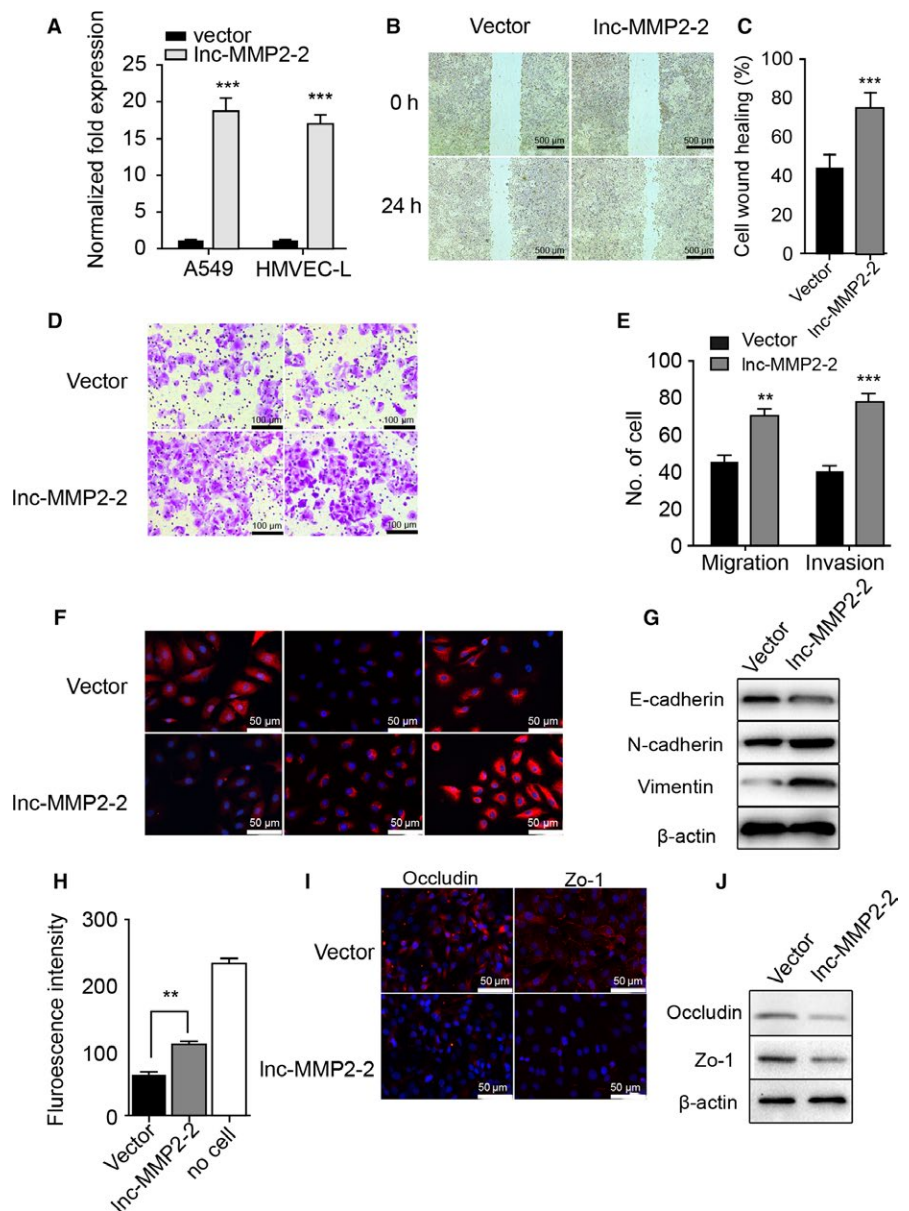 A
vector
lnc-MMP2-2
Normalized fold expression
25
20
15
10
5
0
***
***
A549
HMVEC-L
B
Vector
lnc-MMP2-2
0 h
24 h
500 µm
500 µm
500 µm
500 µm
C
Cell wound healing (%)
100
80
60
40
20
0
***
Vector
lnc-MMP2-2
D
Vector
lnc-MMP2-2
100 µm
100 µm
100 µm
100 µm
E
Vector
lnc-MMP2-2
No. of cell
100
80
60
40
20
0
**
***
Migration
Invasion
F
Vector
lnc-MMP2-2
50 µm
50 µm
50 µm
50 µm
50 µm
50 µm
G
Vector
lnc-MMP2-2
E-cadherin
N-cadherin
Vimentin
β-actin
H
Fluroescence intensity
300
200
100
0
**
Vector
lnc-MMP2-2
no cell
I
Occludin
Zo-1
Vector
lnc-MMP2-2
50 µm
50 µm
50 µm
50 µm
J
Vector
lnc-MMP2-2
Occludin
Zo-1
β-actin